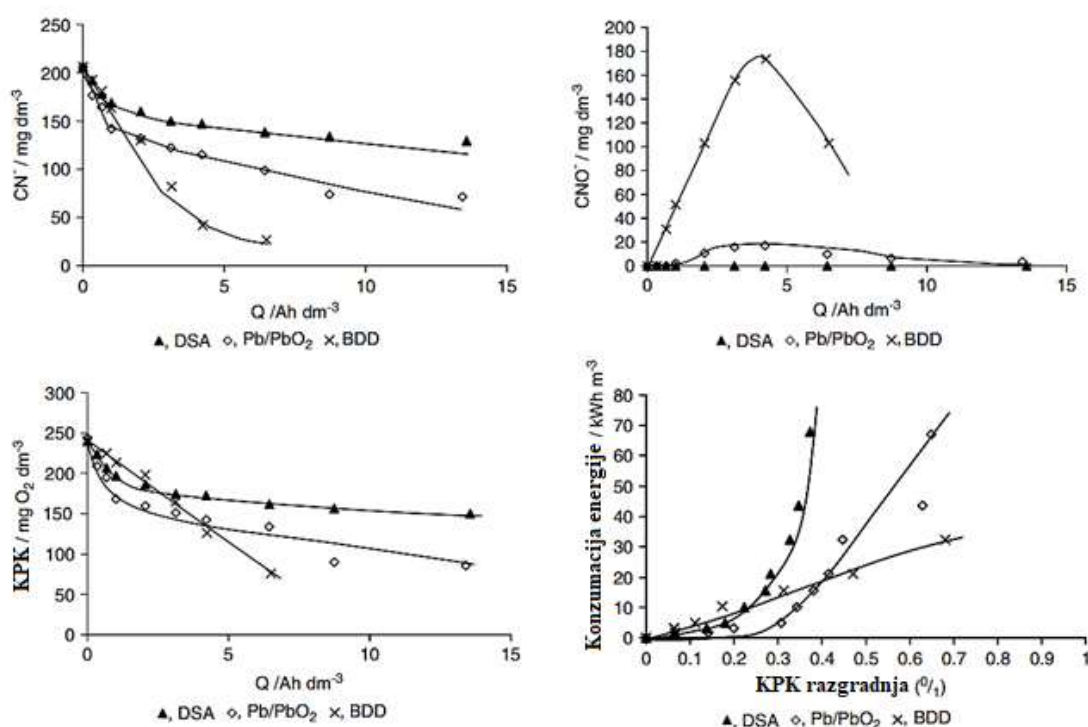 CN⁻ / mg dm⁻³
250
200
150
100
50
0
0 5 10 15
Q /Ah dm⁻³
▲, DSA ◇, Pb/PbO₂ ×, BDD
CNO⁻ / mg dm⁻³
200
180
160
140
120
100
80
60
40
20
0
0 5 10 15
Q /Ah dm⁻³
▲, DSA ◇, Pb/PbO₂ ×, BDD
KPK / mg O₂ dm⁻³
300
250
200
150
100
50
0
0 5 10 15
Q /Ah dm⁻³
▲, DSA ◇, Pb/PbO₂ ×, BDD
Konzumacija energije / kWh m⁻³
80
70
60
50
40
30
20
10
0
0 0.1 0.2 0.3 0.4 0.5 0.6 0.7 0.8 0.9 1
KPK razgradnja (⁰/₁)
▲, DSA ◇, Pb/PbO₂ ×, BDD